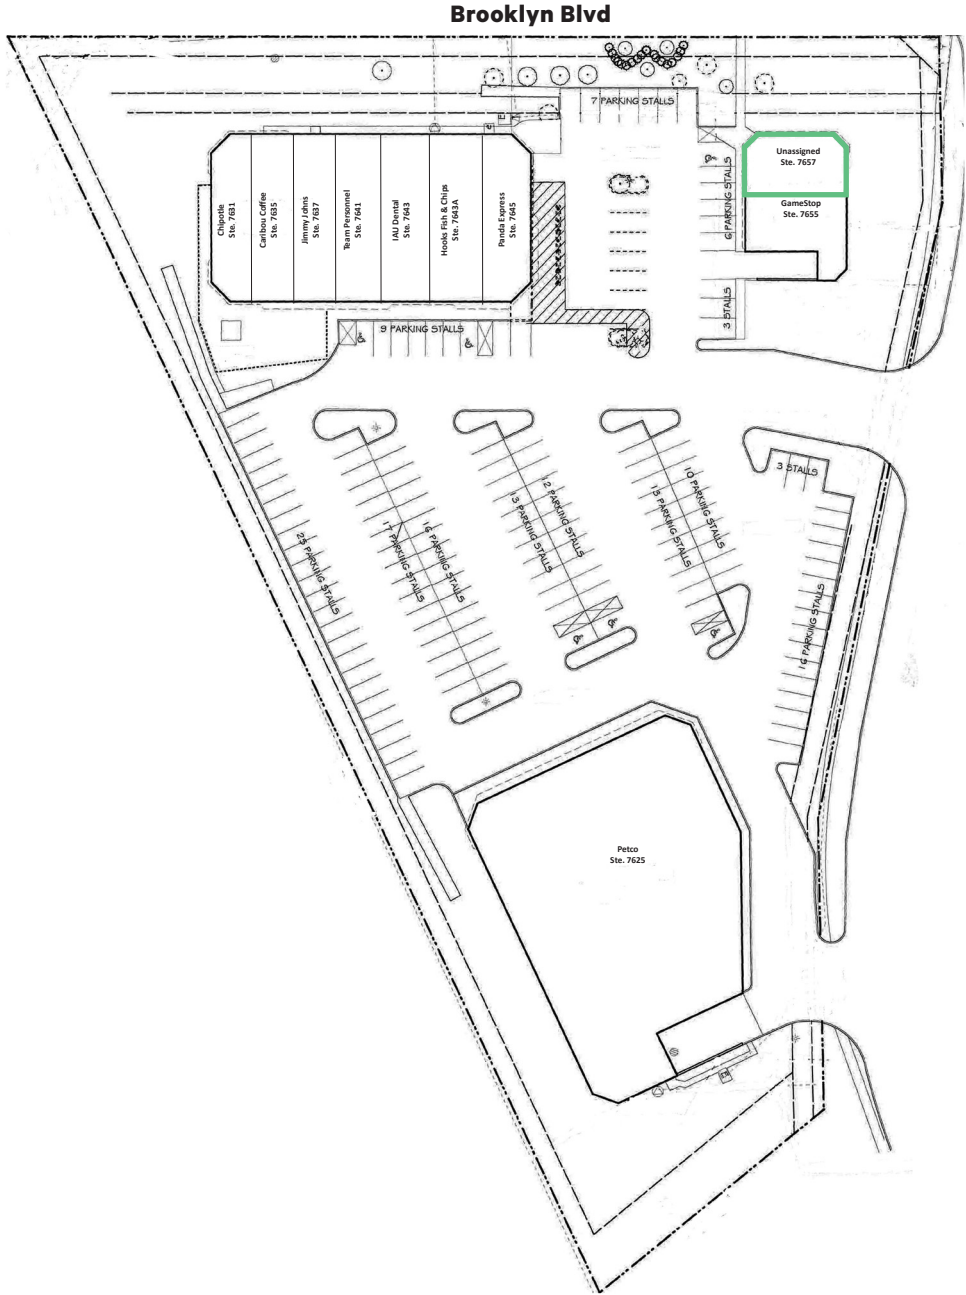 Brooklyn Blvd
7 PARKING STALLS
Unassigned
Ste. 7657
GameStop
Ste. 7655
6 PARKING STALLS
3 STALLS
Chipotle
Ste. 7631
Caribou Coffee
Ste. 7635
Jimmy Johns
Ste. 7637
Team Personnel
Ste. 7641
IAU Dental
Ste. 7643
Hooks Fish & Chips
Ste. 7643A
Panda Express
Ste. 7645
9 PARKING STALLS
25 PARKING STALLS
17 PARKING STALLS
16 PARKING STALLS
13 PARKING STALLS
12 PARKING STALLS
15 PARKING STALLS
10 PARKING STALLS
3 STALLS
16 PARKING STALLS
Petco
Ste. 7625